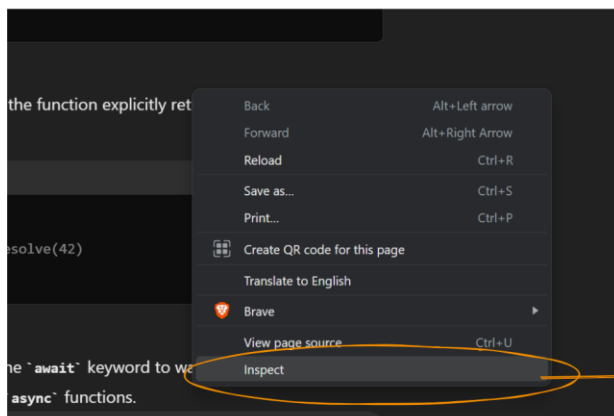 the function explicitly ret
esolve(42)
he `await` keyword to wa
async` functions.
Back Alt+Left arrow
Forward Alt+Right Arrow
Reload Ctrl+R
Save as... Ctrl+S
Print... Ctrl+P
Create QR code for this page
Translate to English
Brave
View page source Ctrl+U
Inspect